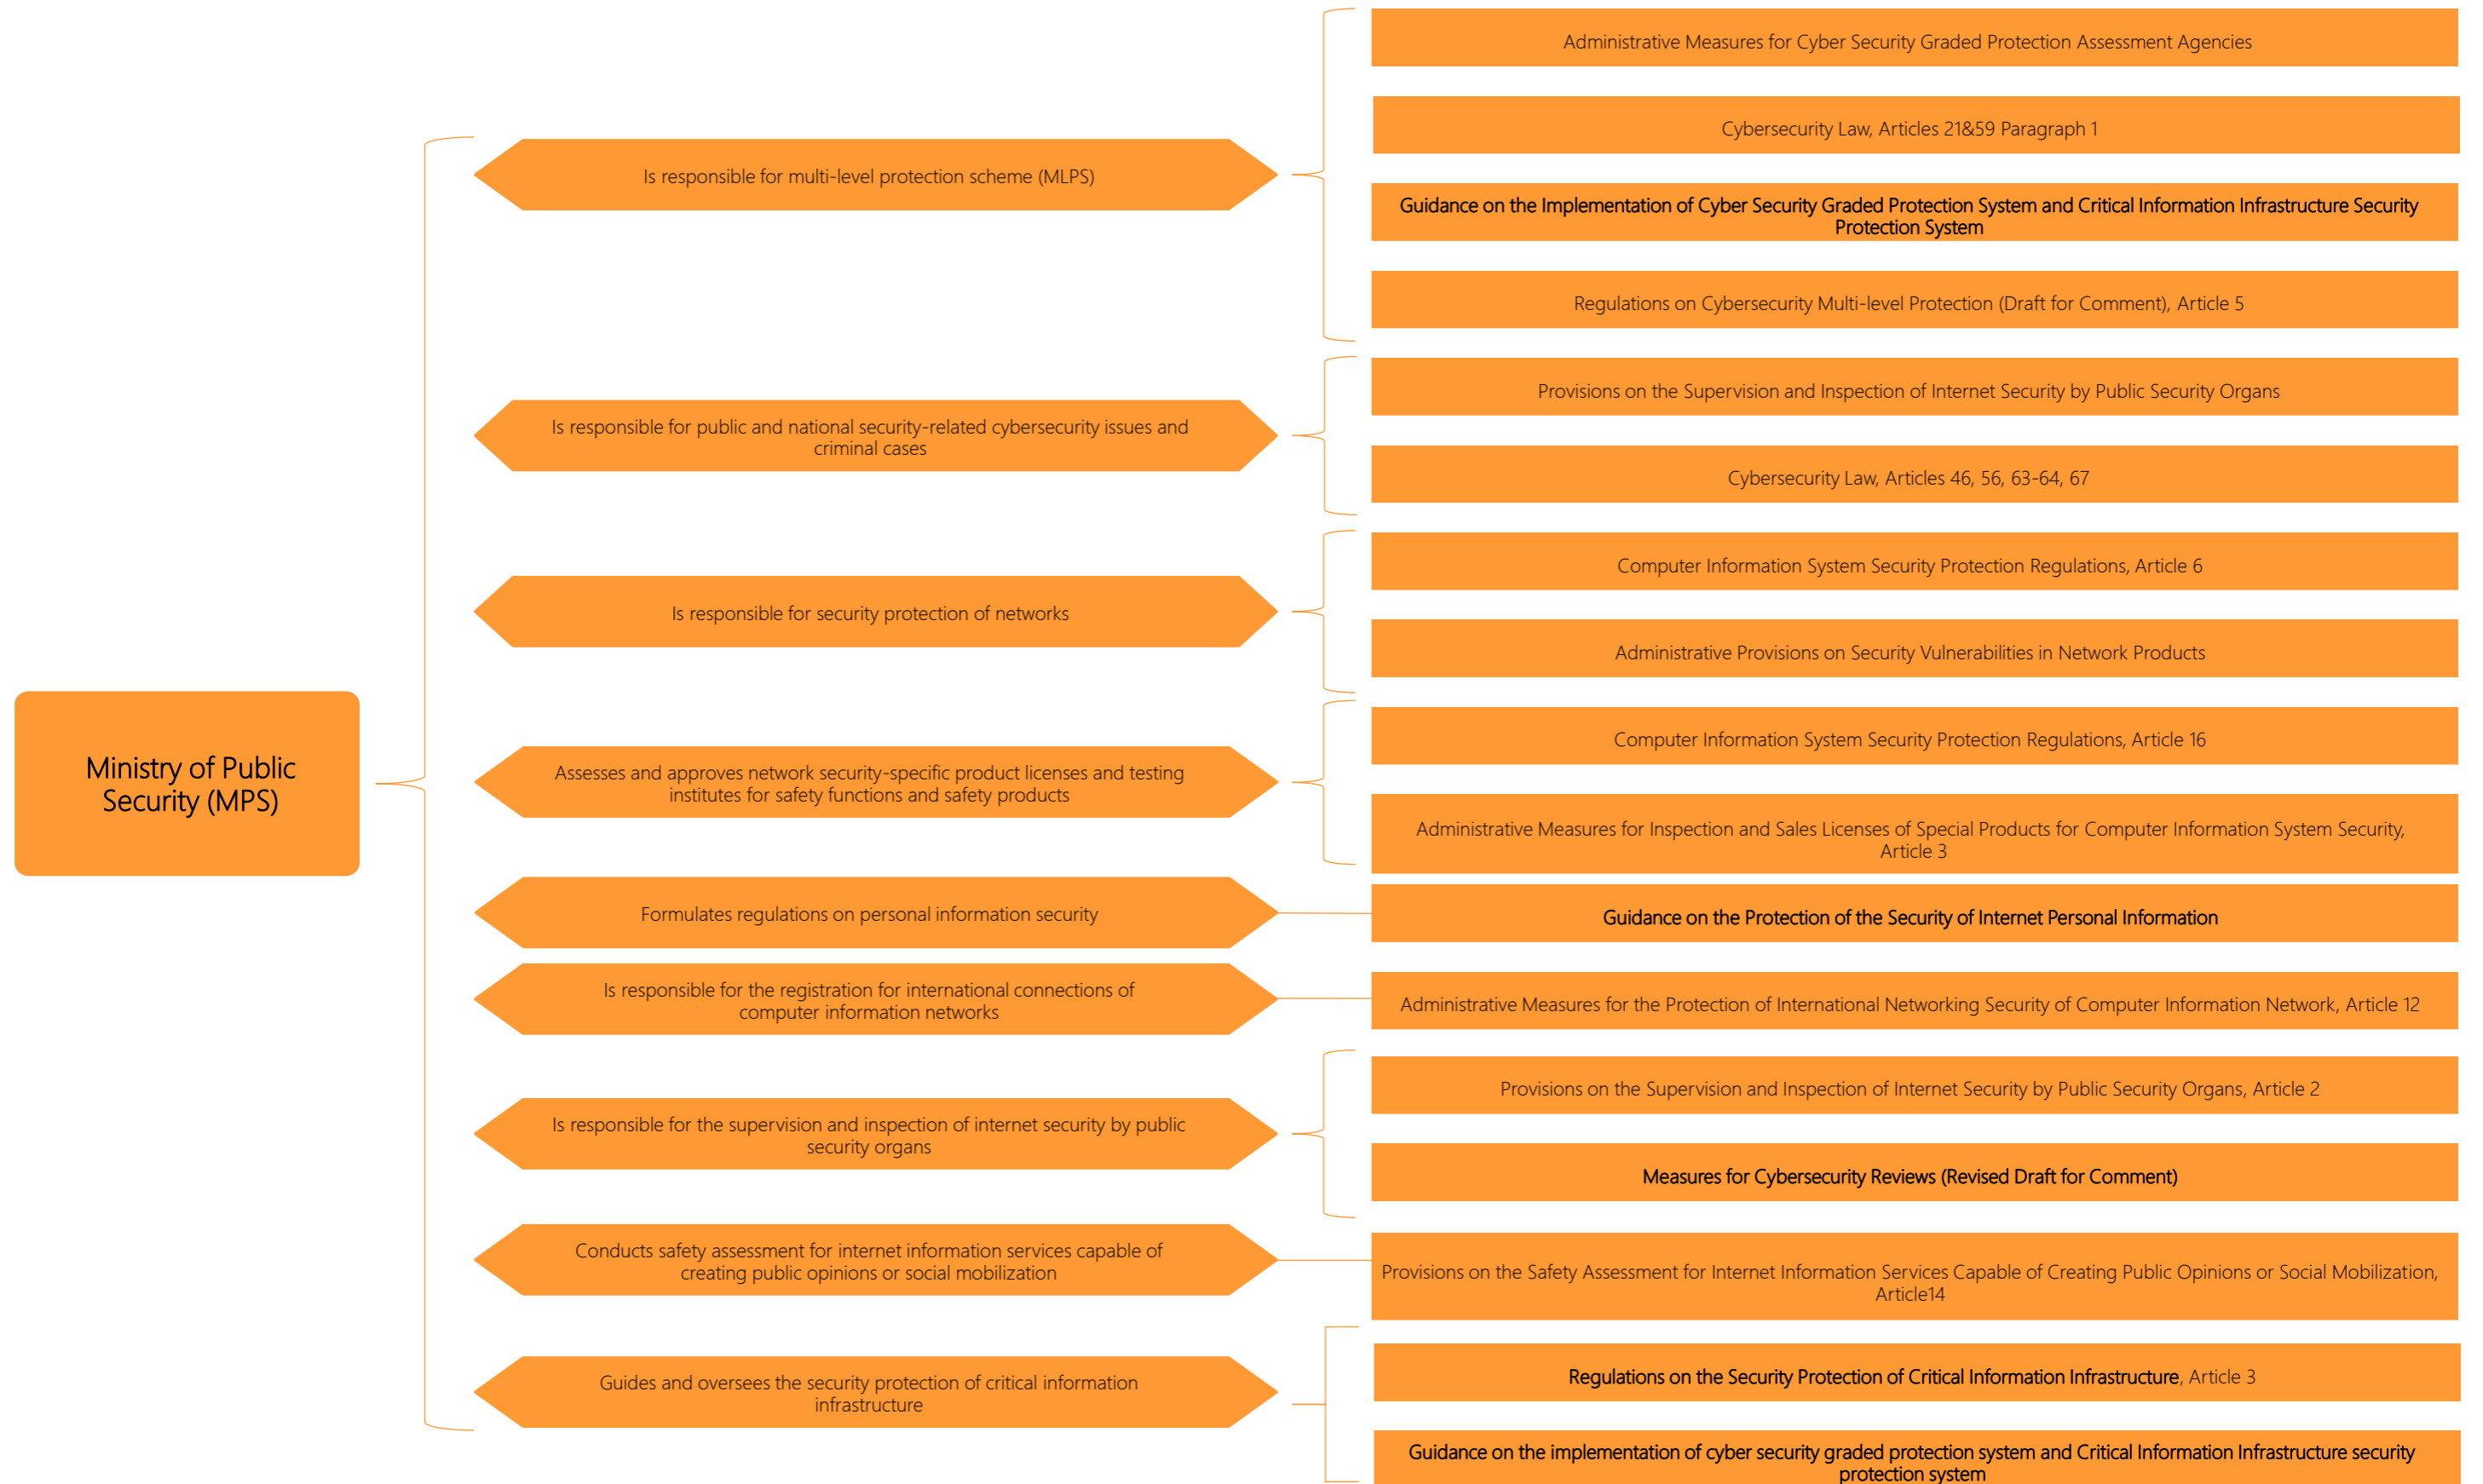 Ministry of Public
Security (MPS)
Is responsible for multi-level protection scheme (MLPS)
Administrative Measures for Cyber Security Graded Protection Assessment Agencies
Cybersecurity Law, Articles 21&59 Paragraph 1
Guidance on the Implementation of Cyber Security Graded Protection System and Critical Information Infrastructure Security
Protection System
Regulations on Cybersecurity Multi-level Protection (Draft for Comment), Article 5
Is responsible for public and national security-related cybersecurity issues and
criminal cases
Provisions on the Supervision and Inspection of Internet Security by Public Security Organs
Cybersecurity Law, Articles 46, 56, 63-64, 67
Is responsible for security protection of networks
Computer Information System Security Protection Regulations, Article 6
Administrative Provisions on Security Vulnerabilities in Network Products
Assesses and approves network security-specific product licenses and testing
institutes for safety functions and safety products
Computer Information System Security Protection Regulations, Article 16
Administrative Measures for Inspection and Sales Licenses of Special Products for Computer Information System Security,
Article 3
Formulates regulations on personal information security
Guidance on the Protection of the Security of Internet Personal Information
Is responsible for the registration for international connections of
computer information networks
Administrative Measures for the Protection of International Networking Security of Computer Information Network, Article 12
Is responsible for the supervision and inspection of internet security by public
security organs
Provisions on the Supervision and Inspection of Internet Security by Public Security Organs, Article 2
Measures for Cybersecurity Reviews (Revised Draft for Comment)
Conducts safety assessment for internet information services capable of
creating public opinions or social mobilization
Provisions on the Safety Assessment for Internet Information Services Capable of Creating Public Opinions or Social Mobilization,
Article14
Guides and oversees the security protection of critical information
infrastructure
Regulations on the Security Protection of Critical Information Infrastructure, Article 3
Guidance on the implementation of cyber security graded protection system and Critical Information Infrastructure security
protection system